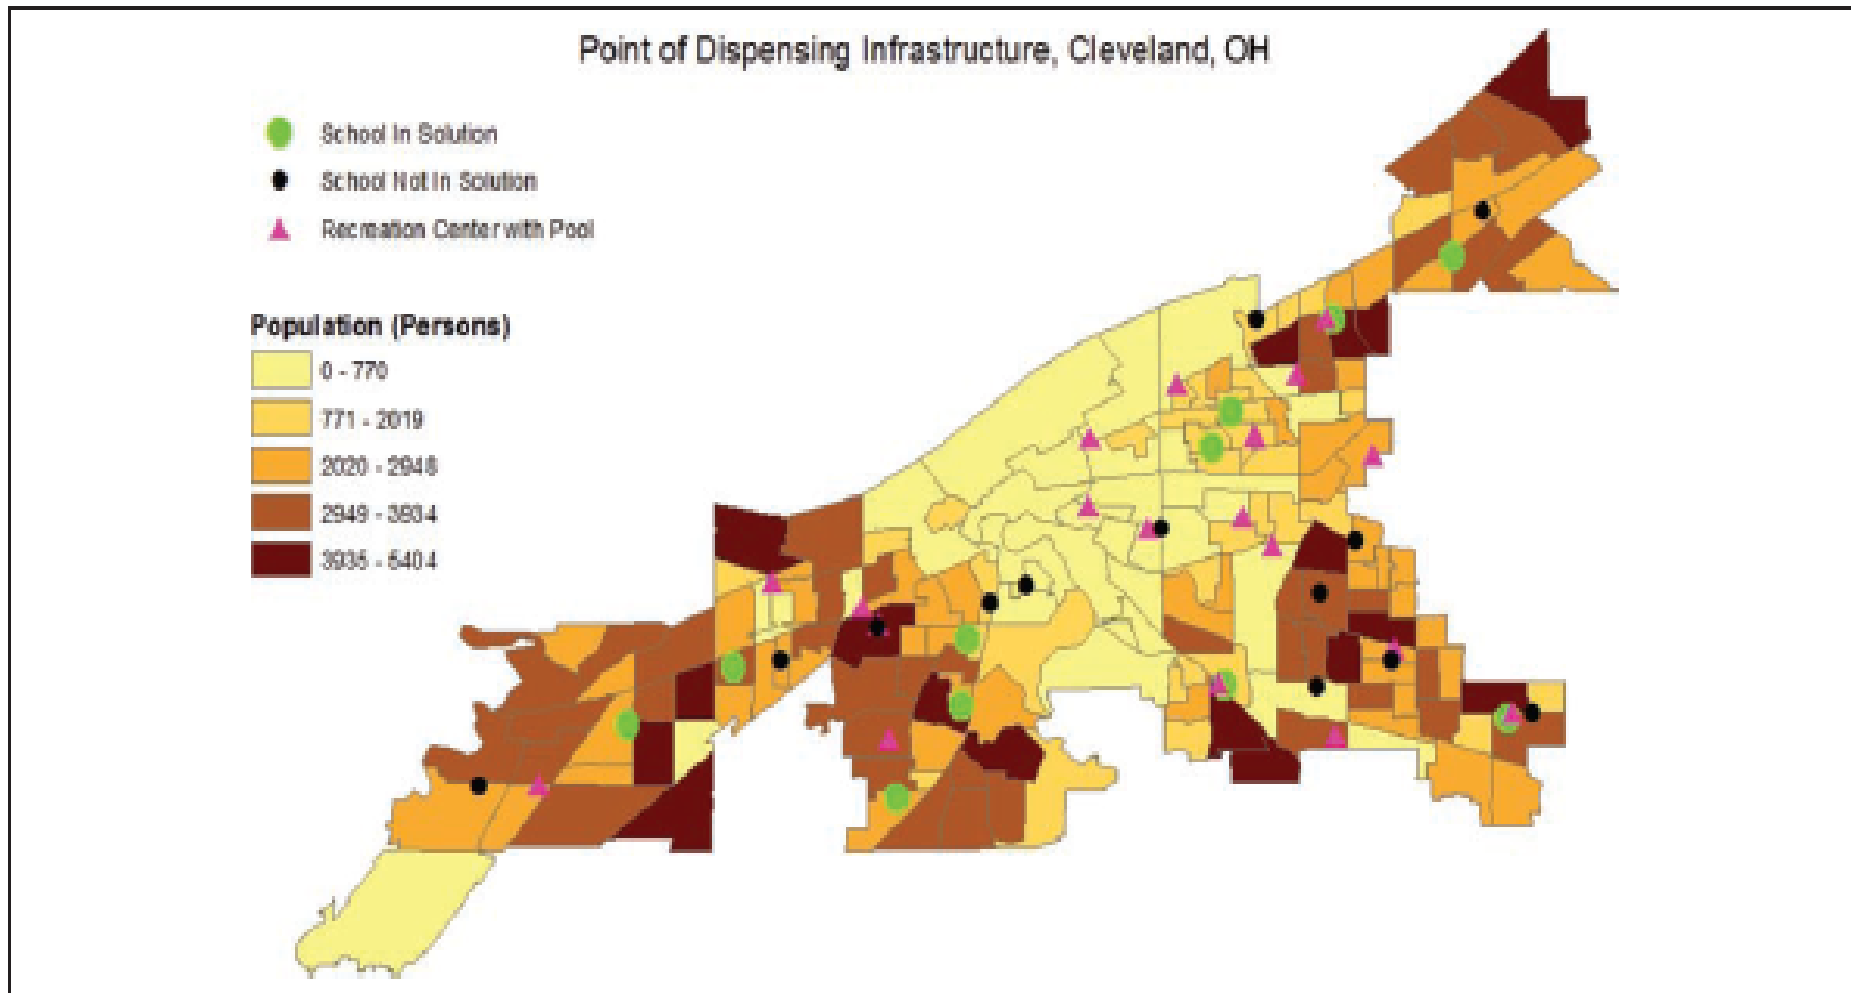 Point of Dispensing Infrastructure, Cleveland, OH
School In Solution
School Not In Solution
Recreation Center with Pool
Population (Persons)
0 - 770
771 - 2019
2020 - 2948
2949 - 3934
3935 - 5404